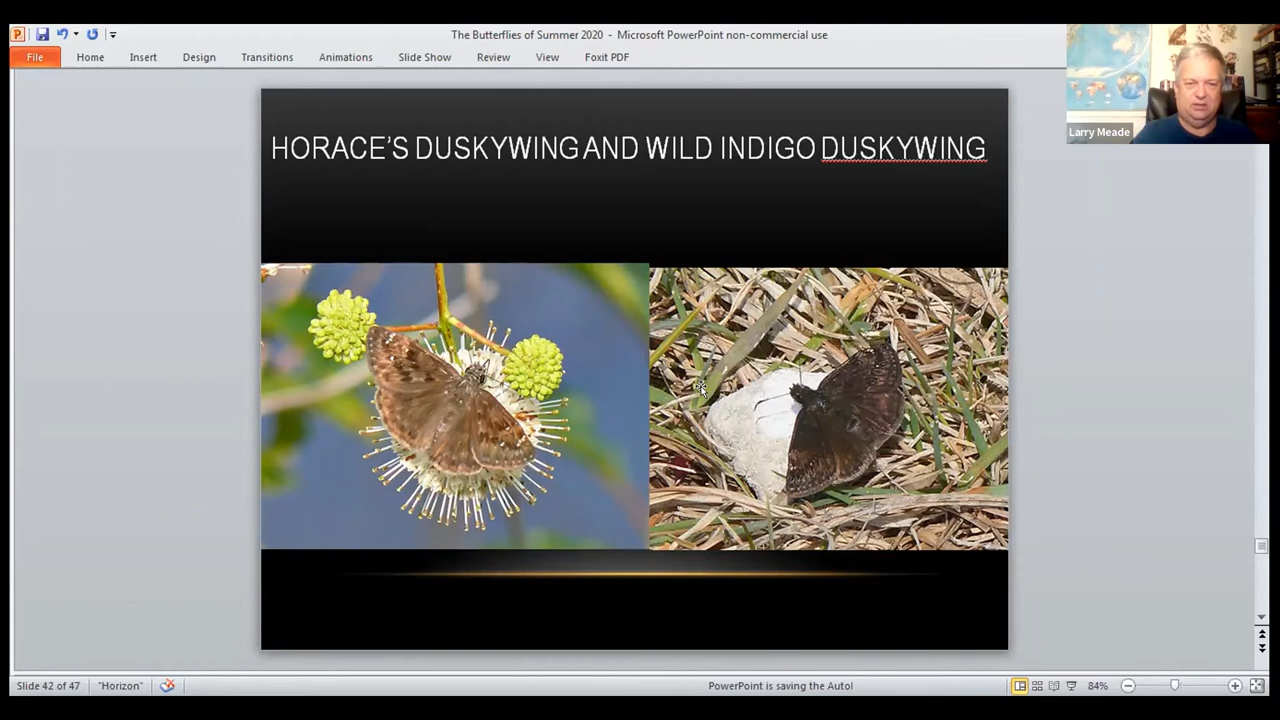 The Butterflies of Summer 2020 - Microsoft PowerPoint non-commercial use
File Home Insert Design Transitions Animations Slide Show Review View Foxit PDF
Larry Meade
HORACE'S DUSKYWING AND WILD INDIGO DUSKYWING
Slide 42 of 47 "Horizon" PowerPoint is saving the Autol 84%